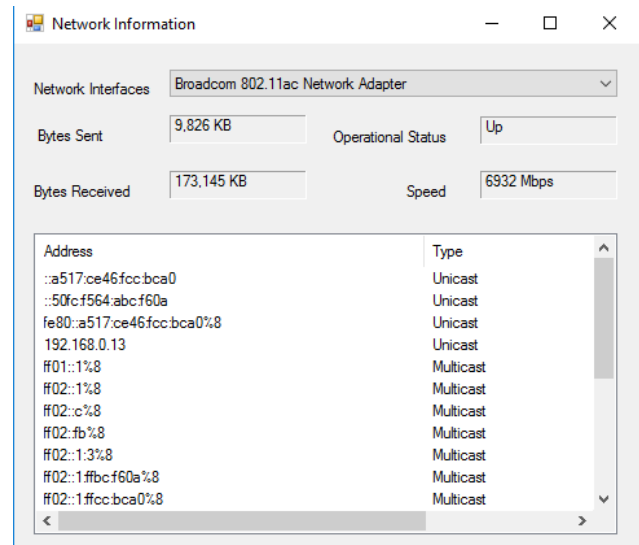 Network Information
Network Interfaces Broadcom 802.11ac Network Adapter
Bytes Sent 9,826 KB Operational Status Up
Bytes Received 173,145 KB Speed 6932 Mbps
Address Type
::a517:ce46:fcc:bca0 Unicast
::50fc:f564:abc:f60a Unicast
fe80::a517:ce46:fcc:bca0%8 Unicast
192.168.0.13 Unicast
ff01::1%8 Multicast
ff02::1%8 Multicast
ff02::c%8 Multicast
ff02::fb%8 Multicast
ff02::1:3%8 Multicast
ff02::1:ffbc:f60a%8 Multicast
ff02::1:ffcc:bca0%8 Multicast